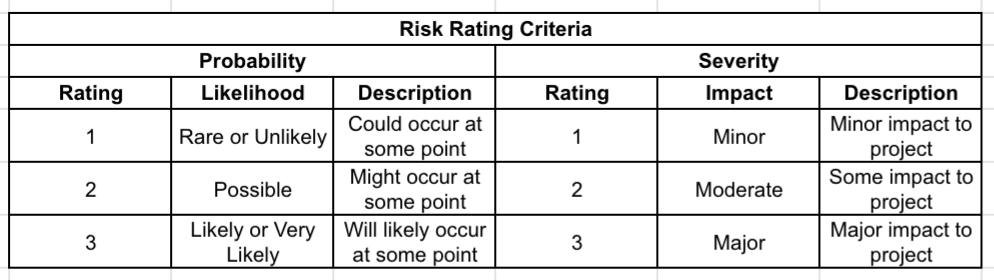 Risk Rating Criteria
Probability Severity
Rating Likelihood Description Rating Impact Description
1 Rare or Unlikely Could occur at some point 1 Minor Minor impact to project
2 Possible Might occur at some point 2 Moderate Some impact to project
3 Likely or Very Likely Will likely occur at some point 3 Major Major impact to project